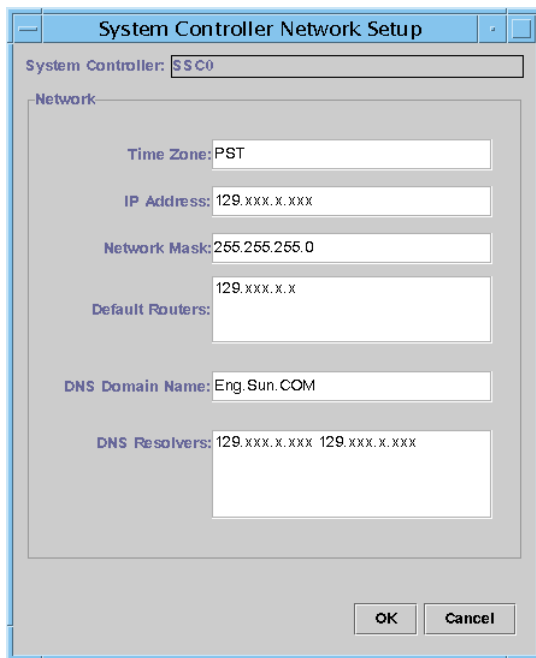 System Controller Network Setup
System Controller: SSC0
Network
Time Zone: PST
IP Address: 129.xxx.x.xxx
Network Mask: 255.255.255.0
Default Routers: 129.xxx.x.x
DNS Domain Name: Eng.Sun.COM
DNS Resolvers: 129.xxx.x.xxx 129.xxx.x.xxx
OK Cancel